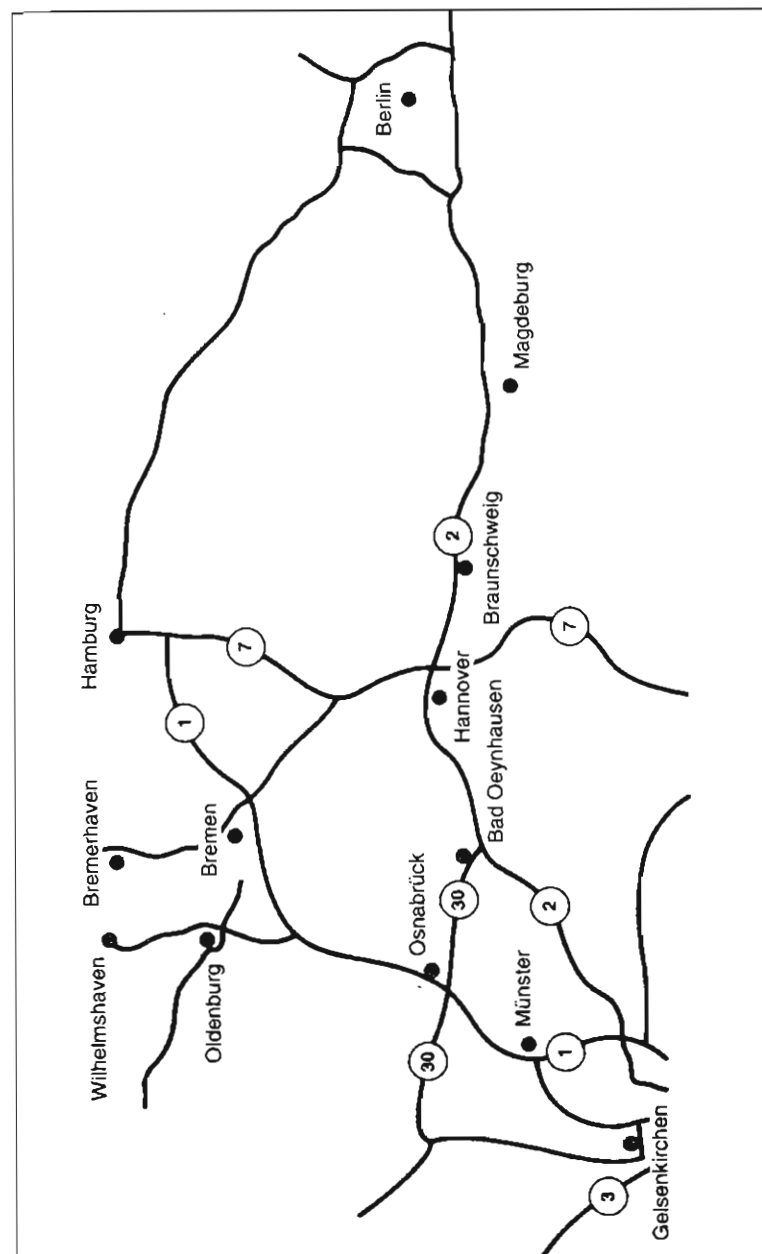 Wilhelmshaven
Bremerhaven
Hamburg
Oldenburg
Bremen
1
7
Berlin
30
Osnabrück
30
Hannover
2
Magdeburg
Münster
Bad Oeynhausen
Braunschweig
1
2
7
Gelsenkirchen
3